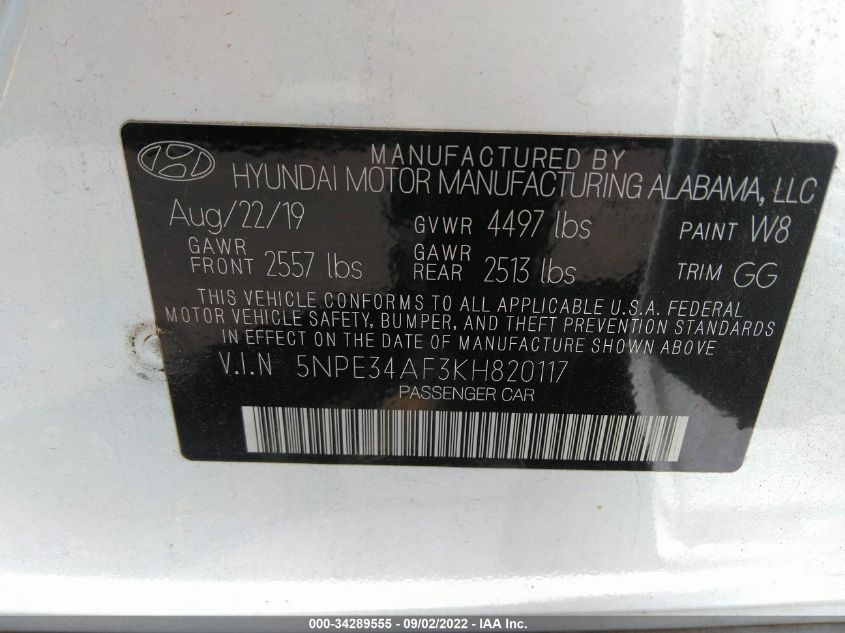 MANUFACTURED BY
HYUNDAI MOTOR MANUFACTURING ALABAMA, LLC
Aug/22/19 GVWR 4497 lbs PAINT W8
GAWR FRONT 2557 lbs GAWR REAR 2513 lbs TRIM GG
THIS VEHICLE CONFORMS TO ALL APPLICABLE U.S.A. FEDERAL
MOTOR VEHICLE SAFETY, BUMPER, AND THEFT PREVENTION STANDARDS
IN EFFECT ON THE DATE OF MANUFACTURE SHOWN ABOVE
V.I.N 5NPE34AF3KH820117
PASSENGER CAR
000-34289555 - 09/02/2022 - IAA Inc.